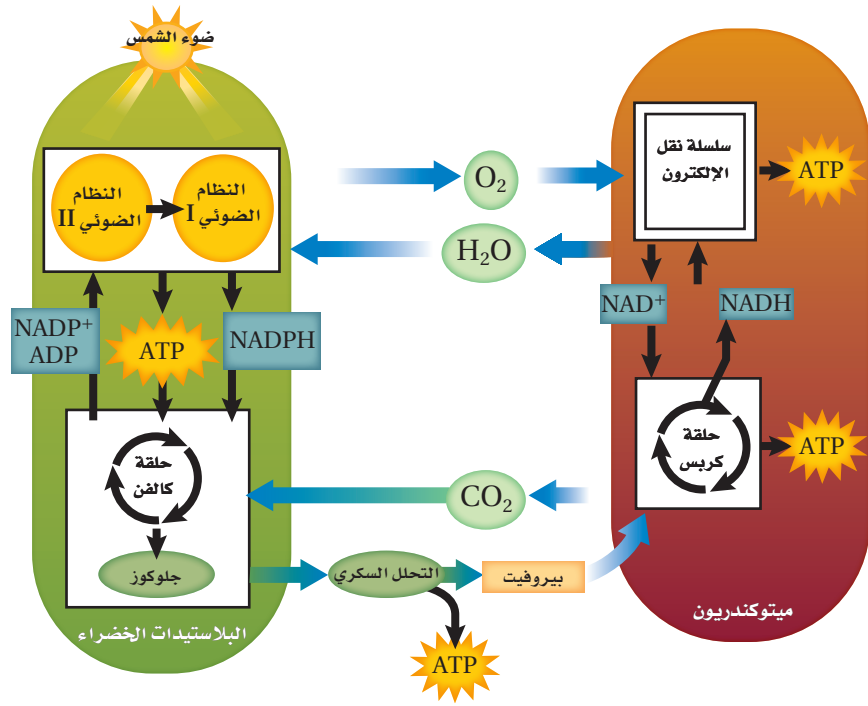 ضوء الشمس
النظام
الضوئي II
النظام
الضوئي I
O₂
سلسلة نقل
الإلكترون
ATP
H₂O
NADP⁺
ADP
ATP
NADPH
NAD⁺
NADH
حلقة
كالفن
جلوكوز
CO₂
حلقة
كربس
ATP
التحلل السكري
بيروفيت
ATP
البلاستيدات الخضراء
ميتوكندريون